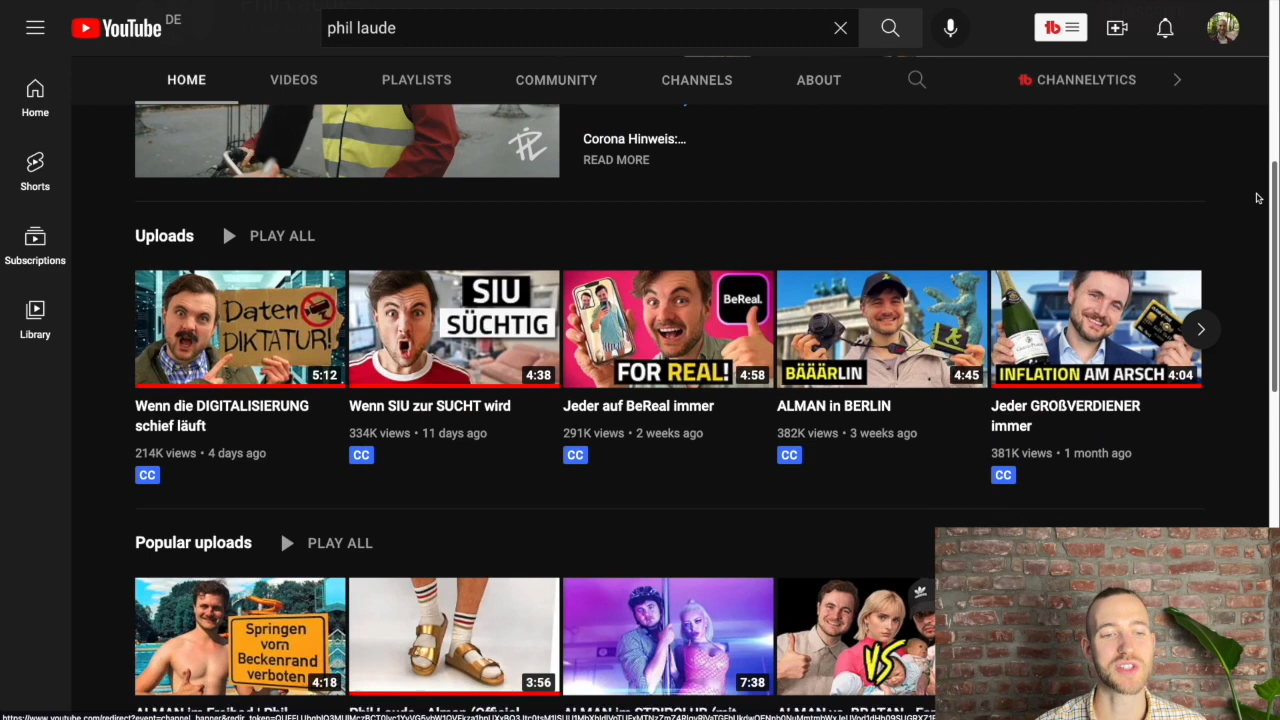 YouTube DE
phil laude
HOME VIDEOS PLAYLISTS COMMUNITY CHANNELS ABOUT tb CHANNELYTICS
Home
Shorts
Subscriptions
Library
Corona Hinweis:...
READ MORE
Uploads PLAY ALL
Daten
DIKTATUR!
5:12
SIU
SÜCHTIG
4:38
BeReal.
FOR REAL!
4:58
BÄÄÄRLIN
4:45
INFLATION AM ARSCH
4:04
Wenn die DIGITALISIERUNG
schief läuft
214K views • 4 days ago
CC
Wenn SIU zur SUCHT wird
334K views • 11 days ago
CC
Jeder auf BeReal immer
291K views • 2 weeks ago
CC
ALMAN in BERLIN
382K views • 3 weeks ago
CC
Jeder GROßVERDIENER
immer
381K views • 1 month ago
CC
Popular uploads PLAY ALL
Springen
vom
Beckenrand
verboten
4:18
3:56
7:38
VS